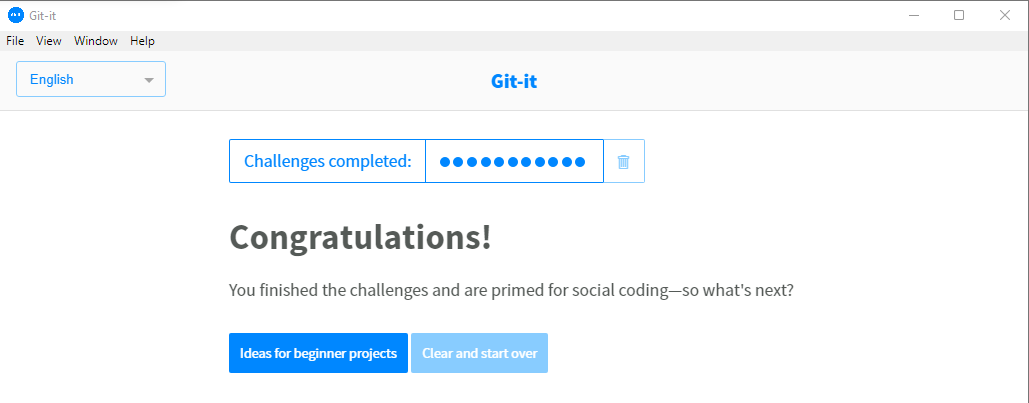 Git-it
File View Window Help
English
Git-it
Challenges completed:
Congratulations!
You finished the challenges and are primed for social coding—so what's next?
Ideas for beginner projects
Clear and start over